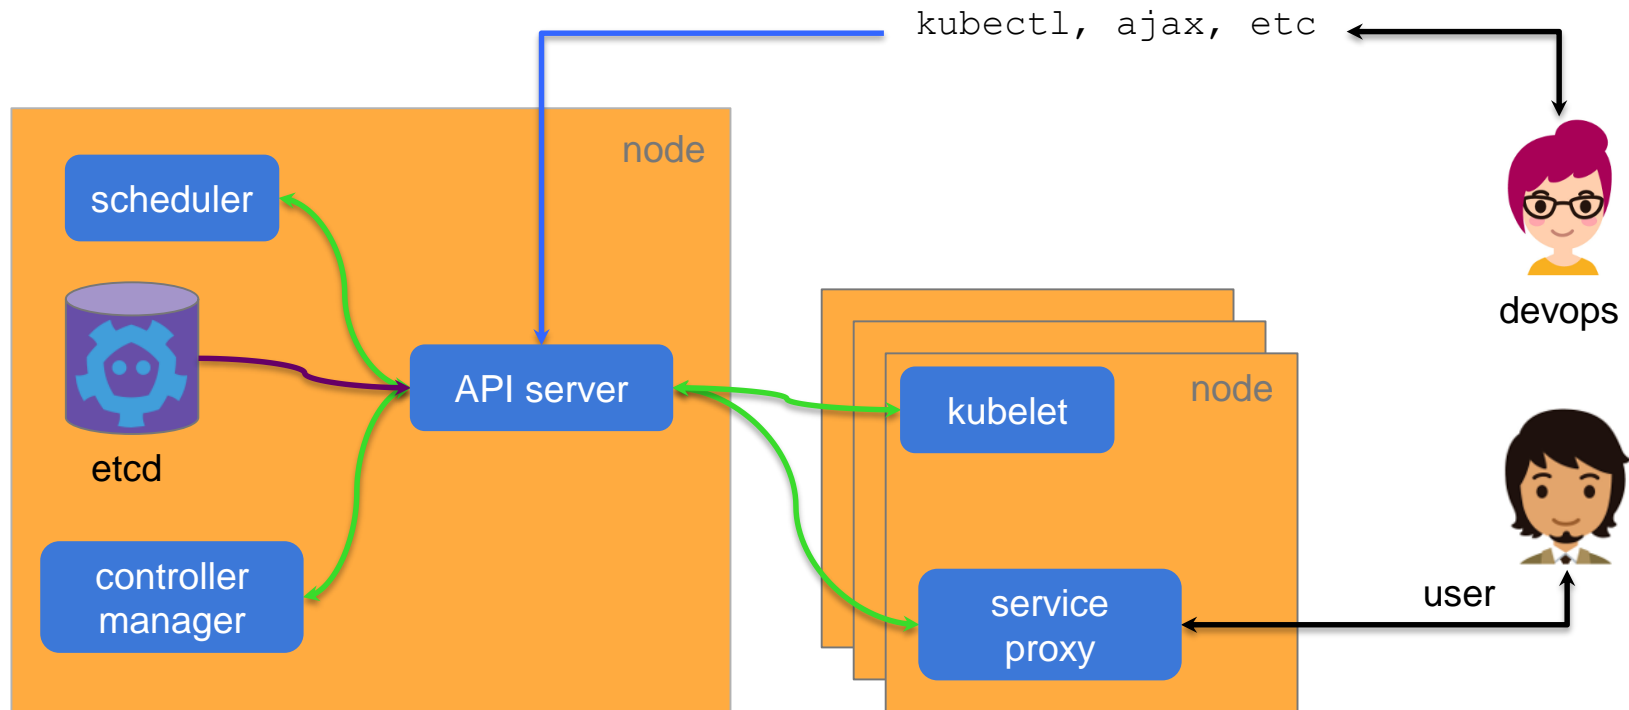 kubectl, ajax, etc
node
scheduler
etcd
API server
controller
manager
node
kubelet
service
proxy
devops
user